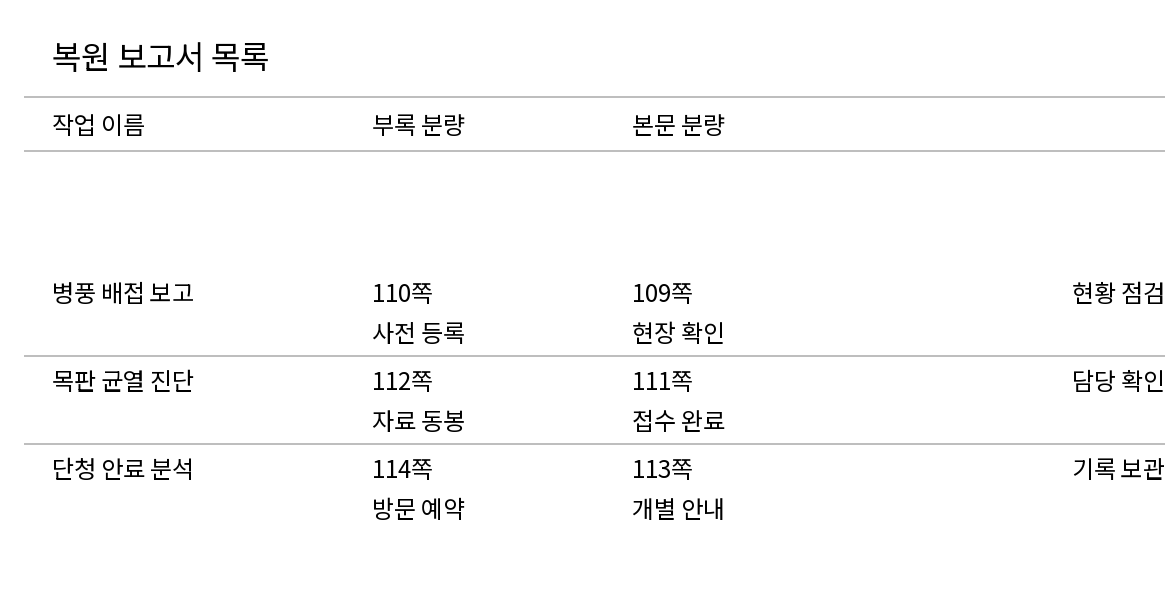 복원 보고서 목록
작업 이름 부록 분량 본문 분량
병풍 배접 보고 110쪽 109쪽 현황 점검
사전 등록 현장 확인
목판 균열 진단 112쪽 111쪽 담당 확인
자료 동봉 접수 완료
단청 안료 분석 114쪽 113쪽 기록 보관
방문 예약 개별 안내